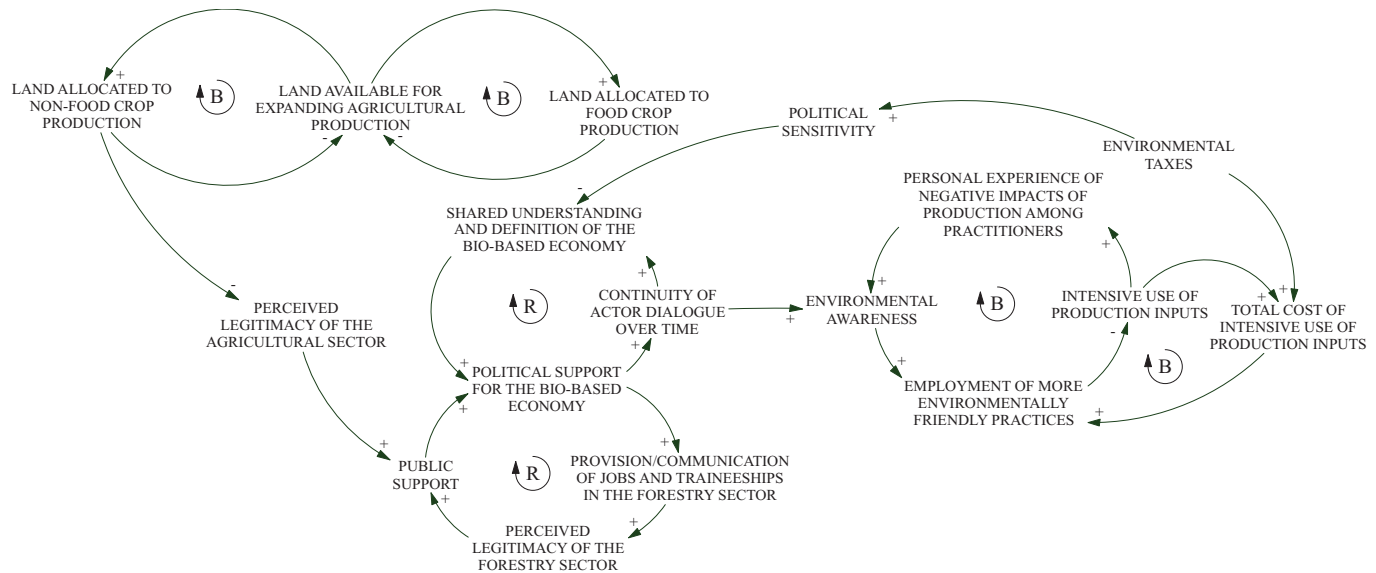 LAND ALLOCATED TO
NON-FOOD CROP
PRODUCTION
+
B
LAND AVAILABLE FOR
EXPANDING AGRICULTURAL
PRODUCTION
-
-
B
+
LAND ALLOCATED TO
FOOD CROP
PRODUCTION
POLITICAL
SENSITIVITY
+
ENVIRONMENTAL
TAXES
PERSONAL EXPERIENCE OF
NEGATIVE IMPACTS OF
PRODUCTION AMONG
PRACTITIONERS
+
-
SHARED UNDERSTANDING
AND DEFINITION OF THE
BIO-BASED ECONOMY
+
R
CONTINUITY OF
ACTOR DIALOGUE
OVER TIME
+
+
ENVIRONMENTAL
AWARENESS
+
B
INTENSIVE USE OF
PRODUCTION INPUTS
-
+
+
TOTAL COST OF
INTENSIVE USE OF
PRODUCTION INPUTS
B
-
PERCEIVED
LEGITIMACY OF THE
AGRICULTURAL SECTOR
+
POLITICAL SUPPORT
FOR THE BIO-BASED
ECONOMY
+
+
EMPLOYMENT OF MORE
ENVIRONMENTALLY
FRIENDLY PRACTICES
+
+
PUBLIC
SUPPORT
+
R
+
PROVISION/COMMUNICATION
OF JOBS AND TRAINEESHIPS
IN THE FORESTRY SECTOR
+
PERCEIVED
LEGITIMACY OF THE
FORESTRY SECTOR